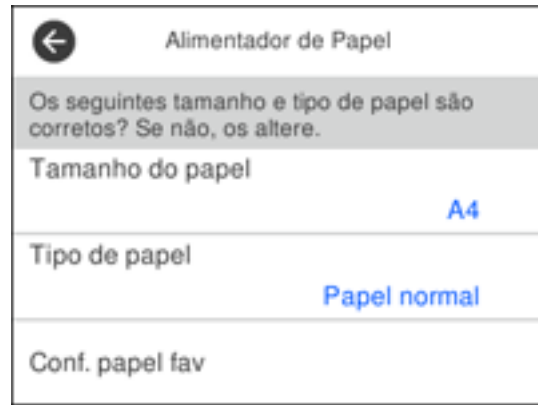 Alimentador de Papel
Os seguintes tamanho e tipo de papel são
corretos? Se não, os altere.
Tamanho do papel
A4
Tipo de papel
Papel normal
Conf. papel fav